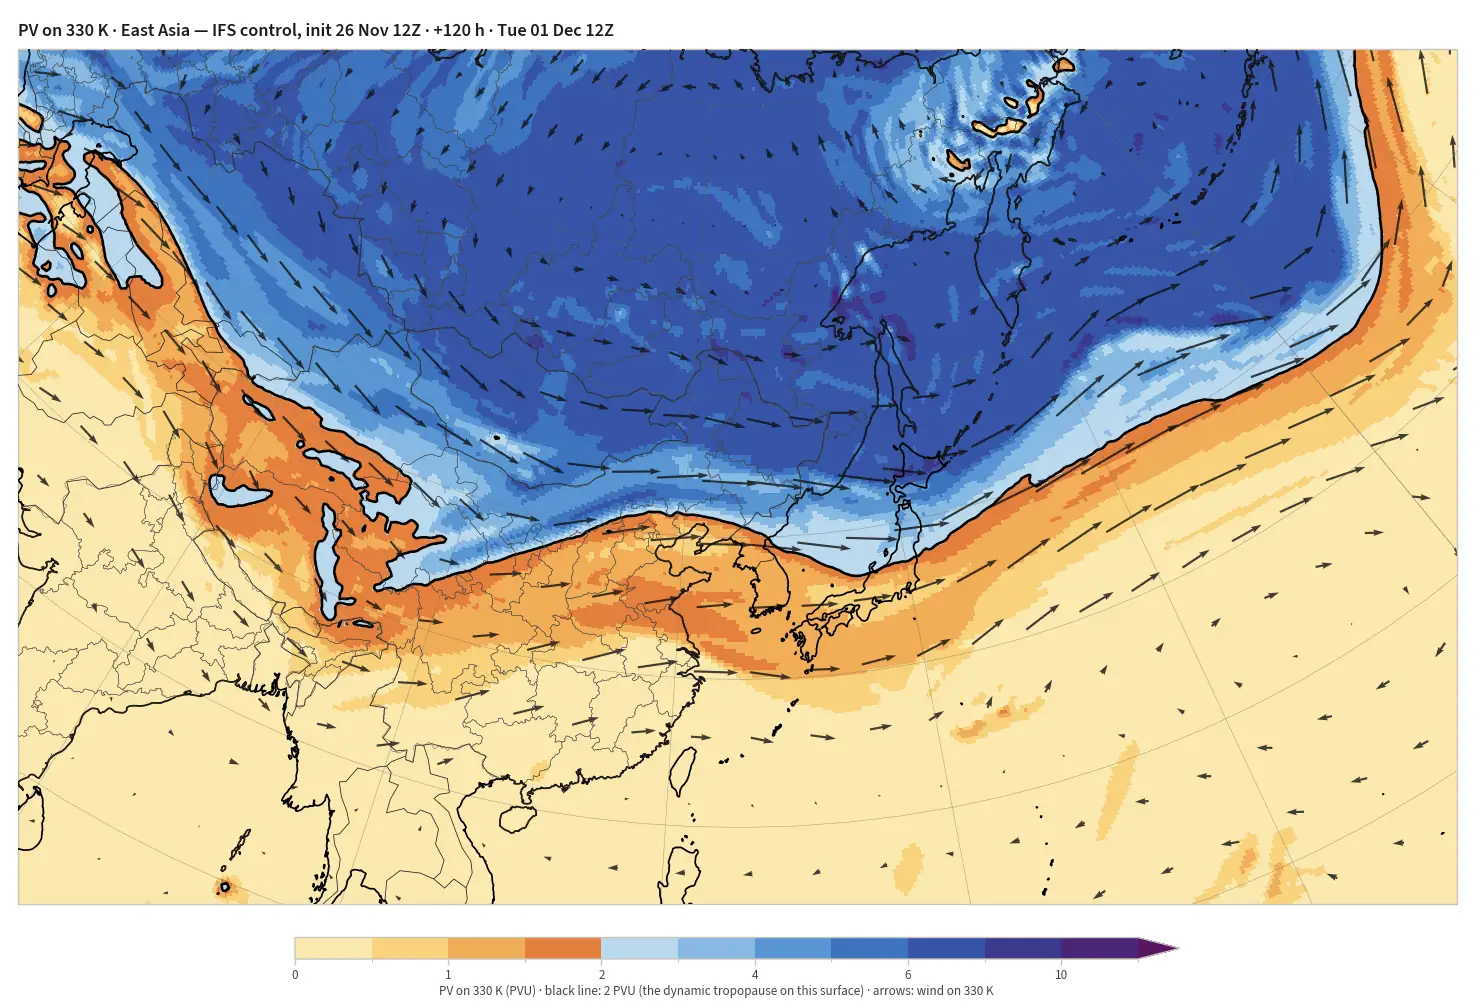 PV on 330 K · East Asia — IFS control, init 26 Nov 12Z · +120 h · Tue 01 Dec 12Z
0 1 2 4 6 10
PV on 330 K (PVU) · black line: 2 PVU (the dynamic tropopause on this surface) · arrows: wind on 330 K